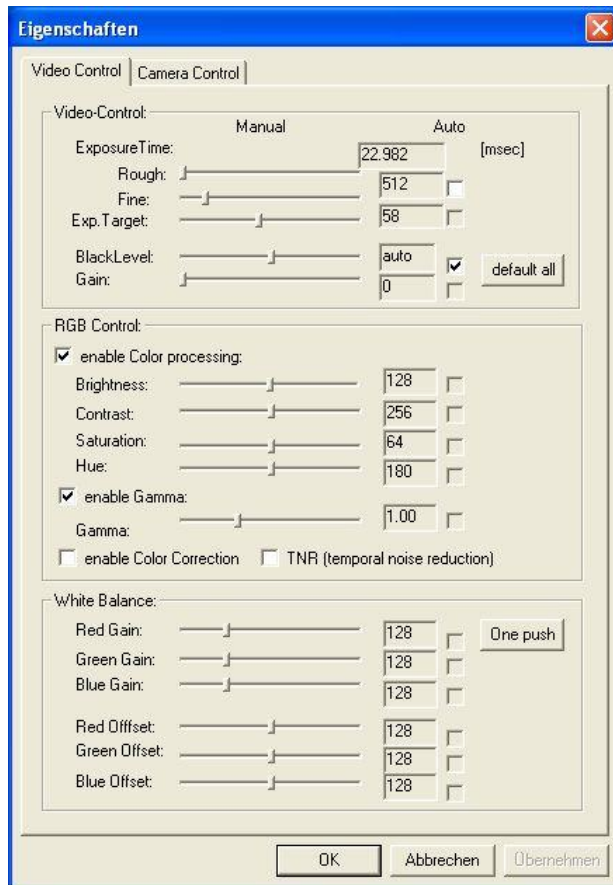 Eigenschaften
Video Control Camera Control
Video-Control:
Manual Auto
ExposureTime: 22.982 [msec]
Rough: 512
Fine:
Exp.Target: 58
BlackLevel: auto default all
Gain: 0
RGB Control:
enable Color processing:
Brightness: 128
Contrast: 256
Saturation: 64
Hue: 180
enable Gamma:
Gamma: 1.00
enable Color Correction TNR (temporal noise reduction)
White Balance:
Red Gain: 128 One push
Green Gain: 128
Blue Gain: 128
Red Offfset: 128
Green Offset: 128
Blue Offset: 128
OK Abbrechen Übernehmen